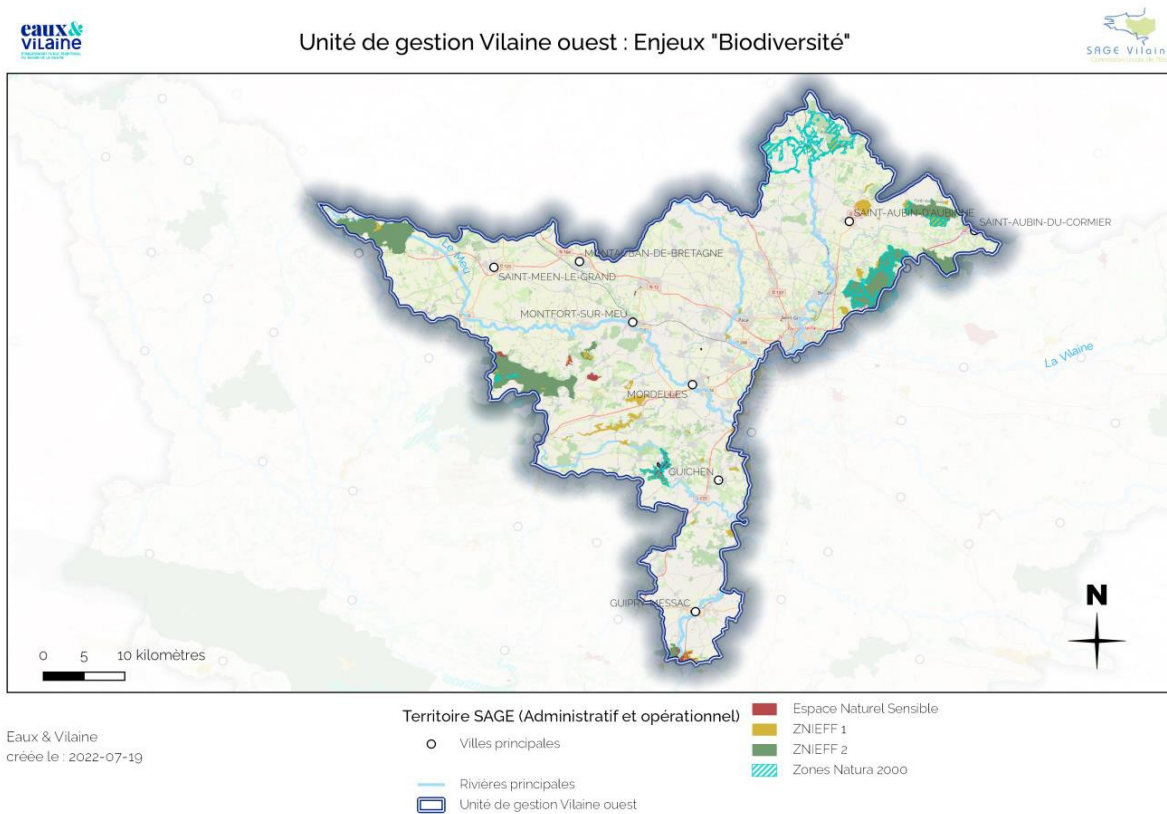 eaux&
vilaine
Unité de gestion Vilaine ouest : Enjeux "Biodiversité"
SAGE Vilaine
SAINT-AUBIN-D'AUBIGNE
SAINT-AUBIN-DU-CORMIER
Le Meu
MONTAUBAN-DE-BRETAGNE
SAINT-MEEN-LE-GRAND
MONTFORT-SUR-MEU
La Vilaine
MORDELLES
GUICHEN
GUIPRY-MESSAC
N
0 5 10 kilomètres
Territoire SAGE (Administratif et opérationnel)
Villes principales
Rivières principales
Unité de gestion Vilaine ouest
Espace Naturel Sensible
ZNIEFF 1
ZNIEFF 2
Zones Natura 2000
Eaux & Vilaine
créée le : 2022-07-19